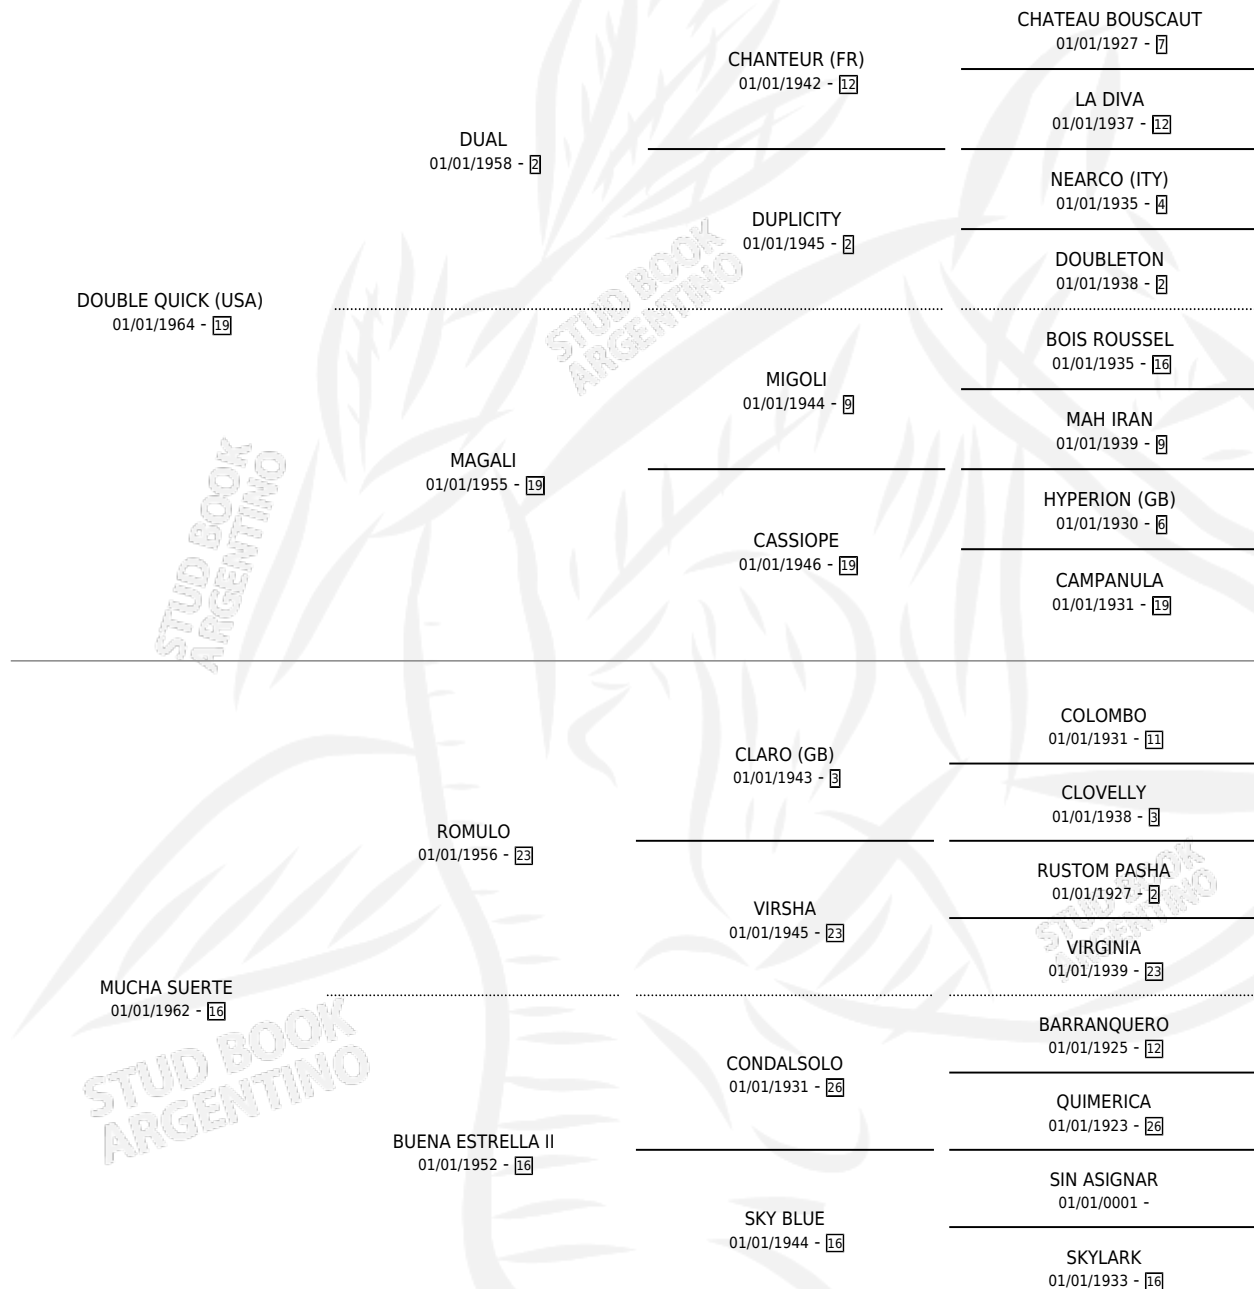 CHATEAU BOUSCAUT
01/01/1927 - 7
CHANTEUR (FR)
01/01/1942 - 12
LA DIVA
01/01/1937 - 12
DUAL
01/01/1958 - 2
NEARCO (ITY)
01/01/1935 - 4
DUPLICITY
01/01/1945 - 2
DOUBLETON
01/01/1938 - 2
DOUBLE QUICK (USA)
01/01/1964 - 19
STUD BOOK
ARGENTINO
BOIS ROUSSEL
01/01/1935 - 16
MIGOLI
01/01/1944 - 9
MAH IRAN
01/01/1939 - 9
MAGALI
01/01/1955 - 19
HYPERION (GB)
01/01/1930 - 6
CASSIOPE
01/01/1946 - 19
CAMPANULA
01/01/1931 - 19
STUD BOOK
ARGENTINO
COLOMBO
01/01/1931 - 11
CLARO (GB)
01/01/1943 - 3
CLOVELLY
01/01/1938 - 3
ROMULO
01/01/1956 - 23
RUSTOM PASHA
01/01/1927 - 2
VIRSHA
01/01/1945 - 23
STUD BOOK
ARGENTINO
VIRGINIA
01/01/1939 - 23
MUCHA SUERTE
01/01/1962 - 16
STUD BOOK
ARGENTINO
BARRANQUERO
01/01/1925 - 12
CONDALSOLO
01/01/1931 - 26
QUIMERICA
01/01/1923 - 26
BUENA ESTRELLA II
01/01/1952 - 16
SIN ASIGNAR
01/01/0001 -
SKY BLUE
01/01/1944 - 16
SKYLARK
01/01/1933 - 16